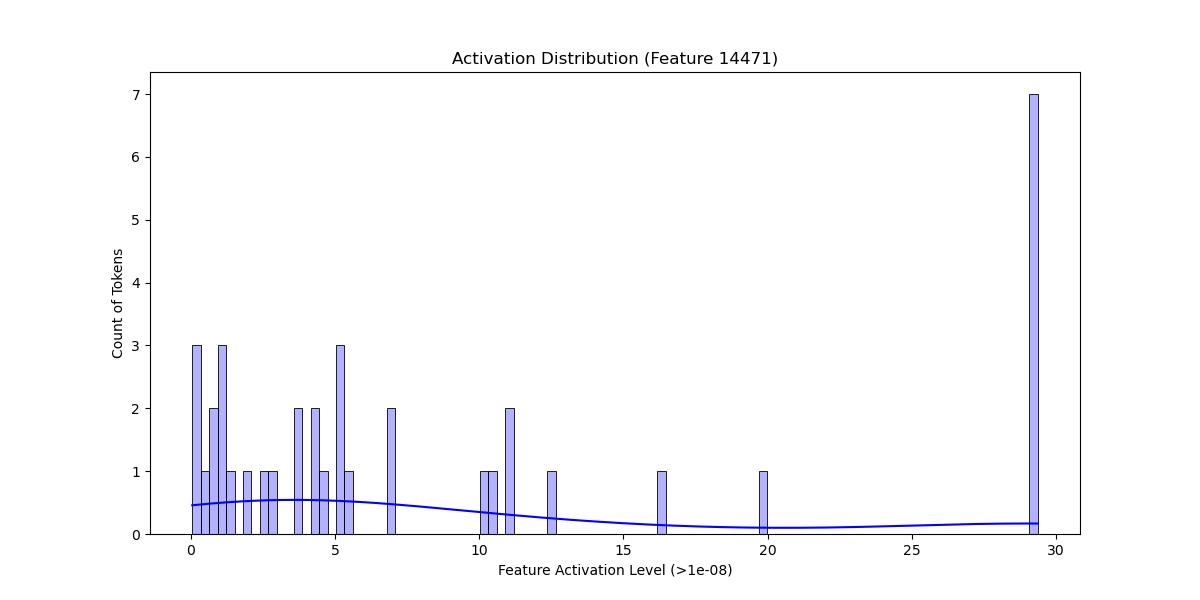 Activation Distribution (Feature 14471)
Count of Tokens
7
6
5
4
3
2
1
0
0 5 10 15 20 25 30
Feature Activation Level (>1e-08)